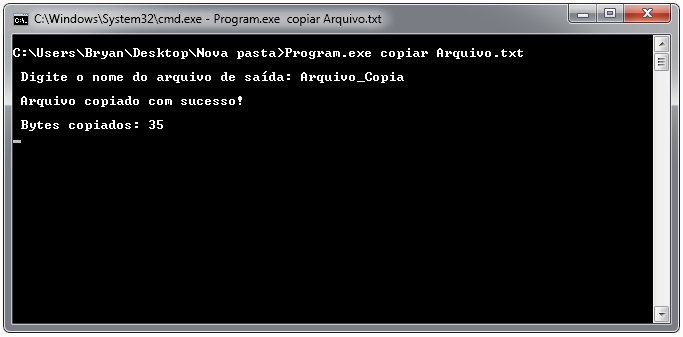 C:\Windows\System32\cmd.exe - Program.exe  copiar Arquivo.txt
C:\Users\Bryan\Desktop\Nova pasta>Program.exe copiar Arquivo.txt
Digite o nome do arquivo de saída: Arquivo_Copia
Arquivo copiado com sucesso!
Bytes copiados: 35